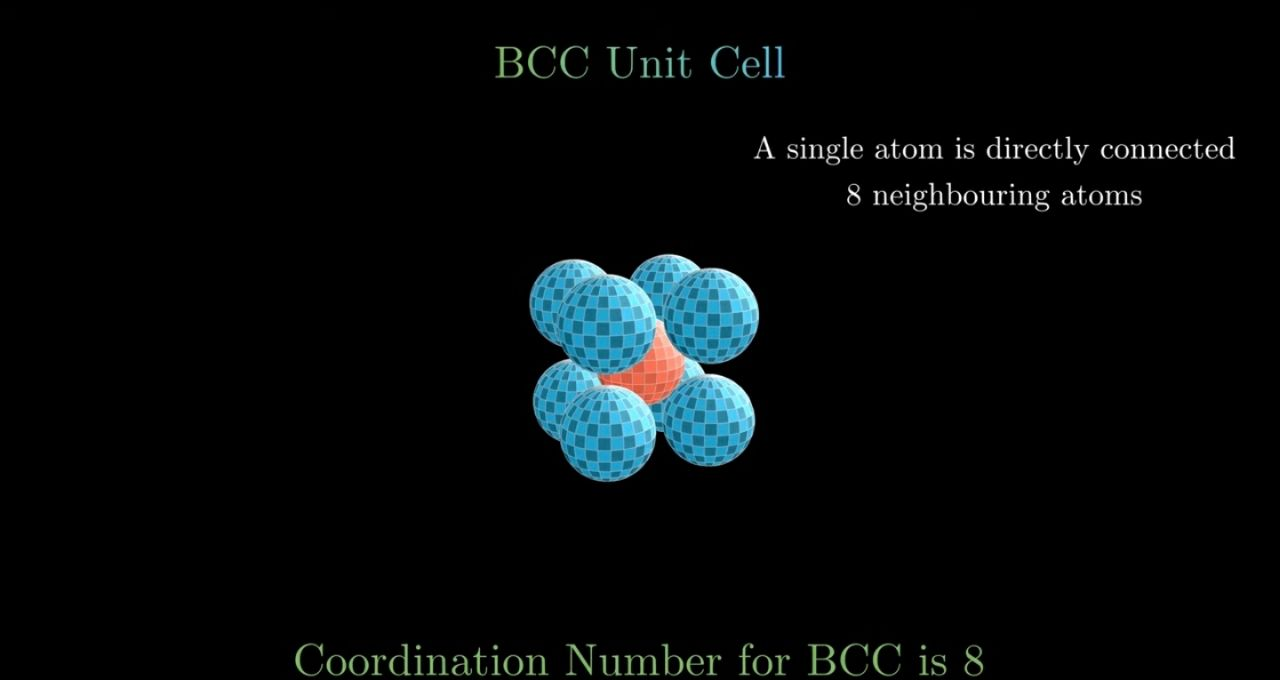 BCC Unit Cell
A single atom is directly connected
8 neighbouring atoms
Coordination Number for BCC is 8